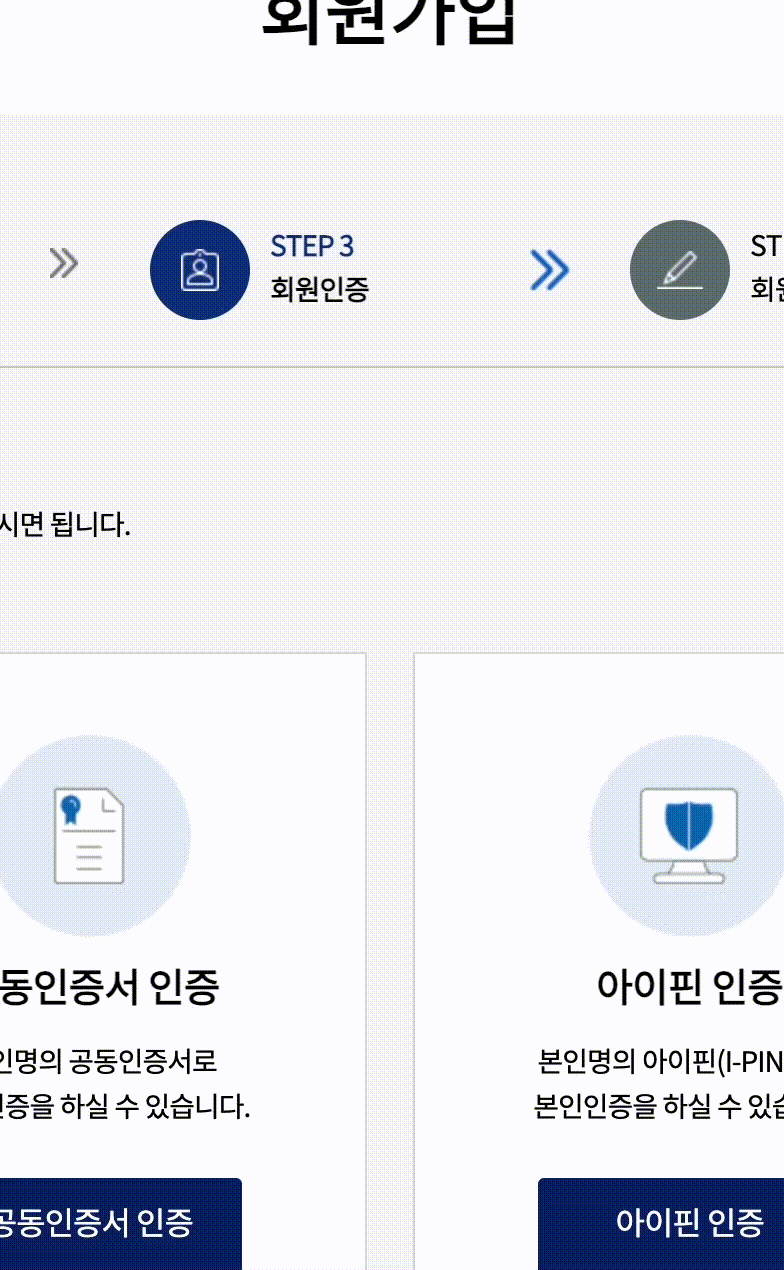 회원가입
STEP 3
회원인증
ST
회원
시면 됩니다.
동인증서 인증
인명의 공동인증서로
인증을 하실 수 있습니다.
공동인증서 인증
아이핀 인증
본인명의 아이핀(I-PIN
본인인증을 하실 수 있습
아이핀 인증